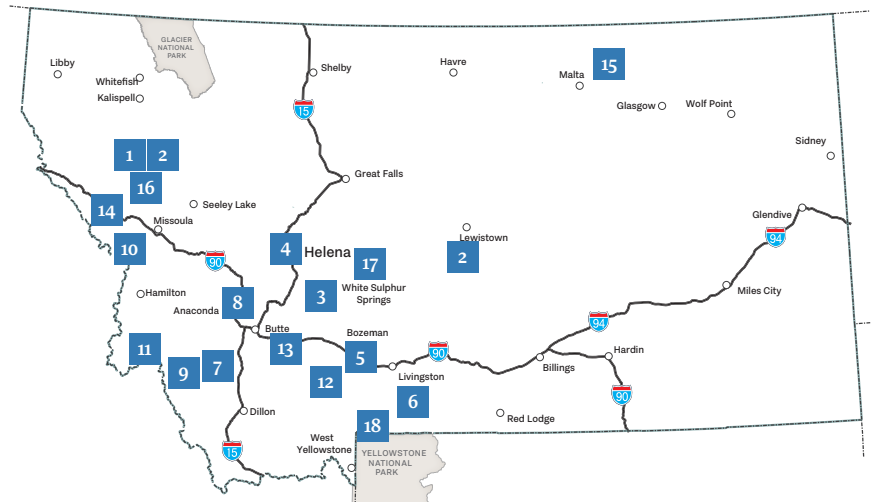 GLACIER
NATIONAL
PARK
Libby
Whitefish
Kalispell
Shelby
Havre
Malta
15
Glasgow
Wolf Point
15
Sidney
1
2
16
Great Falls
Seeley Lake
14
Missoula
Lewistown
Glendive
10
90
4
Helena
17
2
94
White Sulphur
Springs
3
Hamilton
Anaconda
8
Miles City
Butte
94
Bozeman
11
13
5
90
Hardin
Billings
9
7
12
Livingston
6
90
Dillon
18
Red Lodge
West
Yellowstone
15
YELLOWSTONE
NATIONAL
PARK